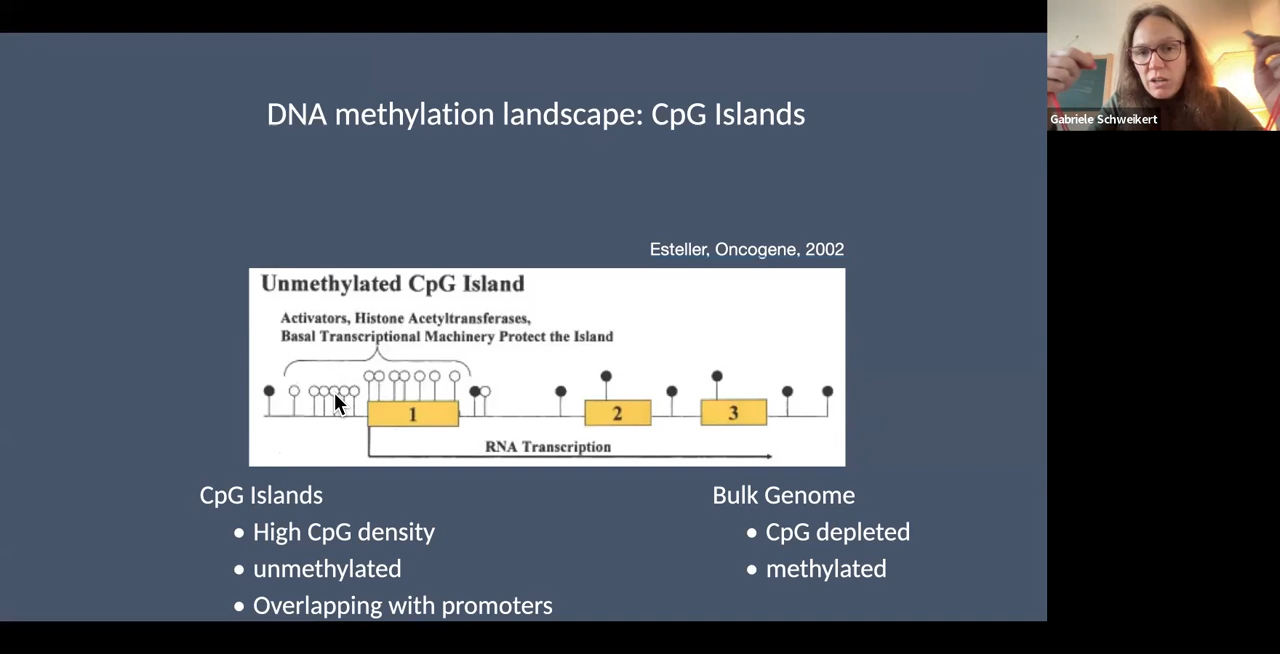 DNA methylation landscape: CpG Islands
Gabriele Schweikert
Esteller, Oncogene, 2002
Unmethylated CpG Island
Activators, Histone Acetyltransferases,
Basal Transcriptional Machinery Protect the Island
1
2
3
RNA Transcription
CpG Islands
• High CpG density
• unmethylated
• Overlapping with promoters
Bulk Genome
• CpG depleted
• methylated